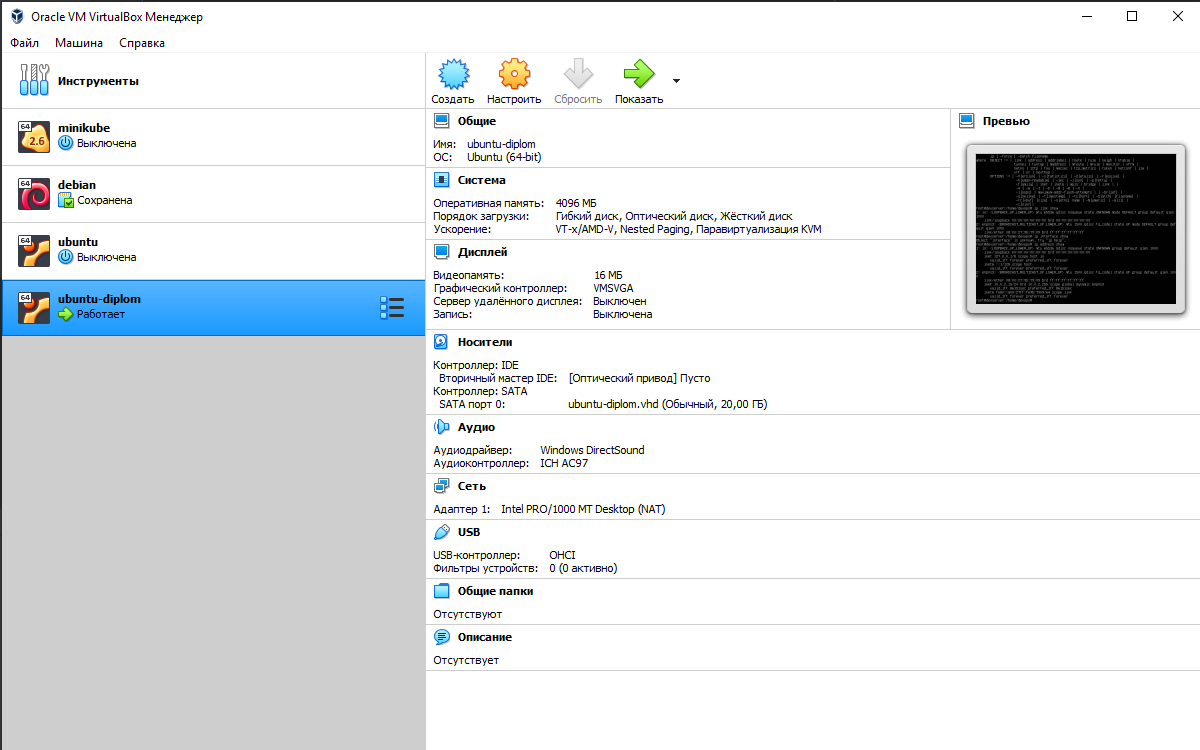 Oracle VM VirtualBox Менеджер
Файл Машина Справка
Инструменты
Создать Настроить Сбросить Показать
64 2.6 minikube
Выключена
64 debian
Сохранена
64 ubuntu
Выключена
64 ubuntu-diplom
Работает
Общие
Имя: ubuntu-diplom
ОС: Ubuntu (64-bit)
Система
Оперативная память: 4096 МБ
Порядок загрузки: Гибкий диск, Оптический диск, Жёсткий диск
Ускорение: VT-x/AMD-V, Nested Paging, Паравиртуализация KVM
Дисплей
Видеопамять: 16 МБ
Графический контроллер: VMSVGA
Сервер удалённого дисплея: Выключен
Запись: Выключена
Превью
Носители
Контроллер: IDE
Вторичный мастер IDE: [Оптический привод] Пусто
Контроллер: SATA
SATA порт 0: ubuntu-diplom.vhd (Обычный, 20,00 ГБ)
Аудио
Аудиодрайвер: Windows DirectSound
Аудиоконтроллер: ICH AC97
Сеть
Адаптер 1: Intel PRO/1000 MT Desktop (NAT)
USB
USB-контроллер: OHCI
Фильтры устройств: 0 (0 активно)
Общие папки
Отсутствуют
Описание
Отсутствует